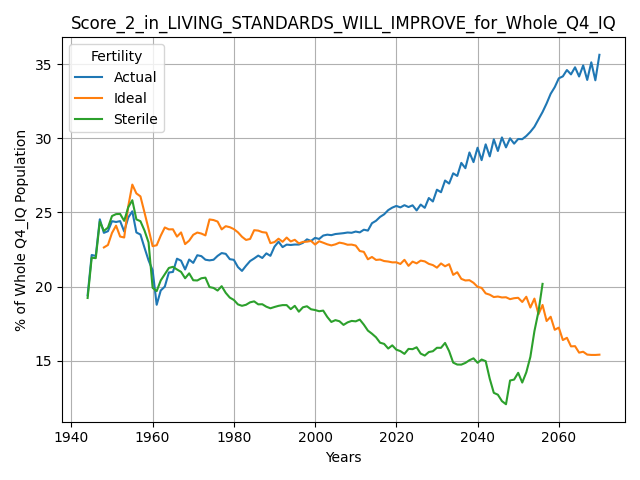 Score_2_in_LIVING_STANDARDS_WILL_IMPROVE_for_Whole_Q4_IQ
Fertility
Actual
Ideal
Sterile
% of Whole Q4_IQ Population
35
30
25
20
15
1940
1960
1980
2000
2020
2040
2060
Years